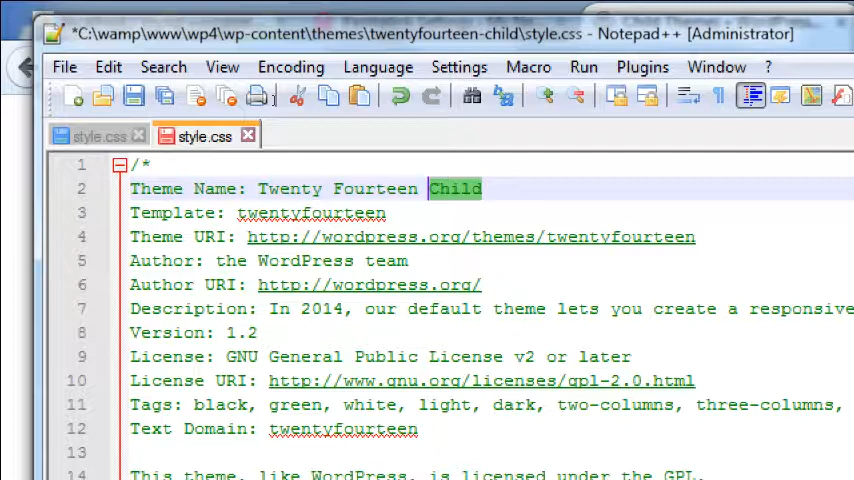 *C:\wamp\www\wp4\wp-content\themes\twentyfourteen-child\style.css - Notepad++ [Administrator]
File Edit Search View Encoding Language Settings Macro Run Plugins Window ?
style.css style.css
1 /*
2 Theme Name: Twenty Fourteen Child
3 Template: twentyfourteen
4 Theme URI: http://wordpress.org/themes/twentyfourteen
5 Author: the WordPress team
6 Author URI: http://wordpress.org/
7 Description: In 2014, our default theme lets you create a responsive
8 Version: 1.2
9 License: GNU General Public License v2 or later
10 License URI: http://www.gnu.org/licenses/gpl-2.0.html
11 Tags: black, green, white, light, dark, two-columns, three-columns,
12 Text Domain: twentyfourteen
13
14 This theme, like WordPress, is licensed under the GPL.